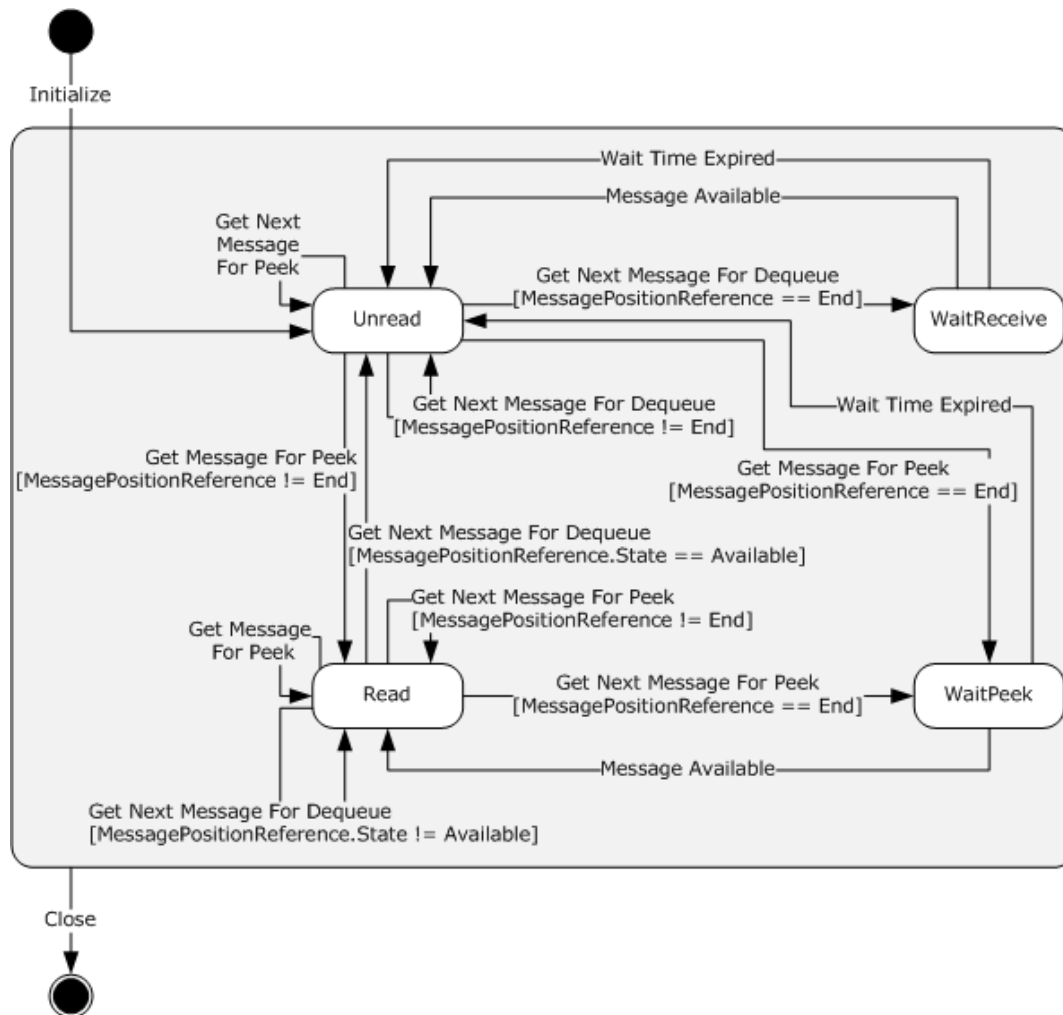 Initialize
Wait Time Expired
Message Available
Get Next
Message
For Peek
Get Next Message For Dequeue
[MessagePositionReference == End]
Unread
WaitReceive
Get Next Message For Dequeue
[MessagePositionReference != End]
Wait Time Expired
Get Message For Peek
[MessagePositionReference != End]
Get Message For Peek
[MessagePositionReference == End]
Get Next Message For Dequeue
[MessagePositionReference.State == Available]
Get Next Message For Peek
[MessagePositionReference != End]
Get Message
For Peek
Read
Get Next Message For Peek
[MessagePositionReference == End]
WaitPeek
Message Available
Get Next Message For Dequeue
[MessagePositionReference.State != Available]
Close